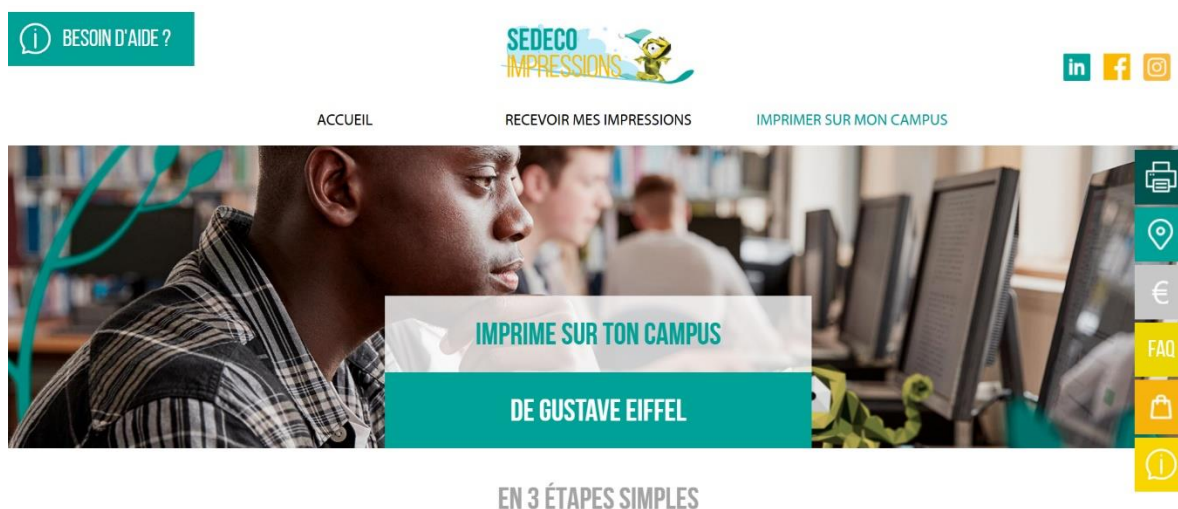 BESOIN D'AIDE ?
SEDECO
IMPRESSIONS
in f
ACCUEIL RECEVOIR MES IMPRESSIONS IMPRIMER SUR MON CAMPUS
€
IMPRIME SUR TON CAMPUS
FAQ
DE GUSTAVE EIFFEL
EN 3 ÉTAPES SIMPLES